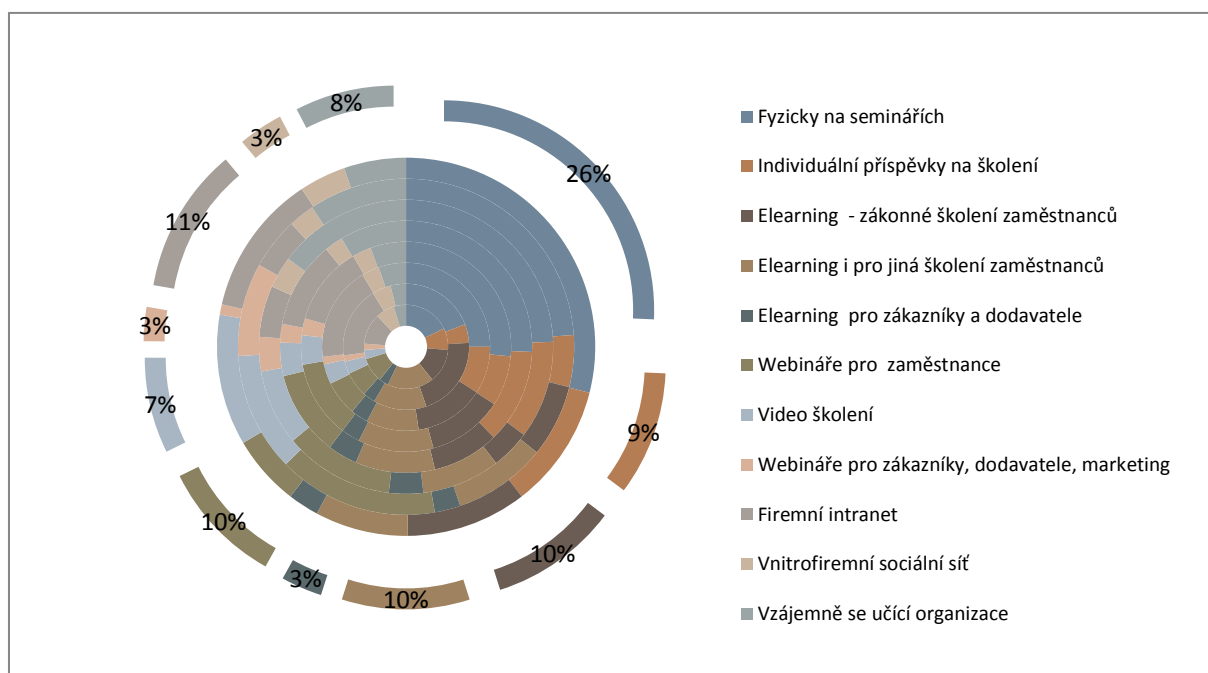 8%
3%
26%
11%
3%
9%
7%
10%
10%
3%
10%
Fyzicky na seminářích
Individuální příspěvky na školení
Elearning  - zákonné školení zaměstnanců
Elearning i pro jiná školení zaměstnanců
Elearning  pro zákazníky a dodavatele
Webináře pro  zaměstnance
Video školení
Webináře pro zákazníky, dodavatele, marketing
Firemní intranet
Vnitrofiremní sociální síť
Vzájemně se učící organizace